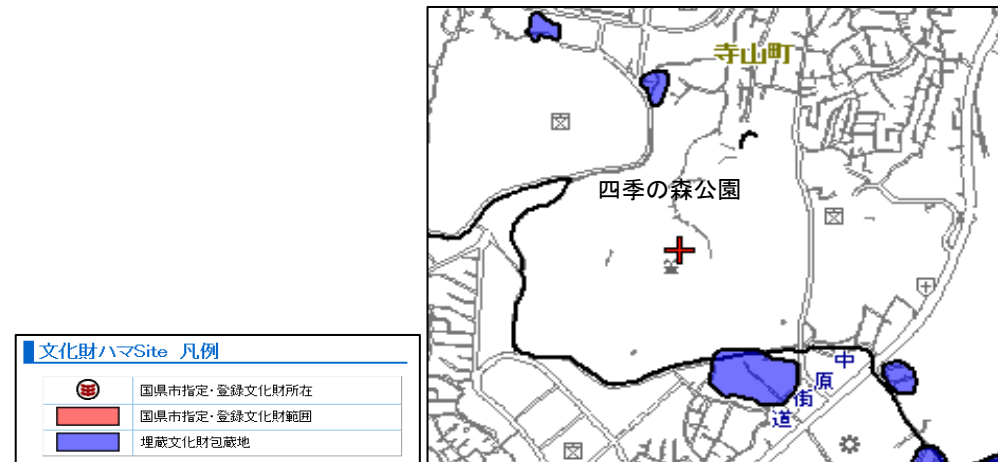 寺山町
四季の森公園
中原街道
文化財ハマSite 凡例
国県市指定・登録文化財所在
国県市指定・登録文化財範囲
埋蔵文化財包蔵地